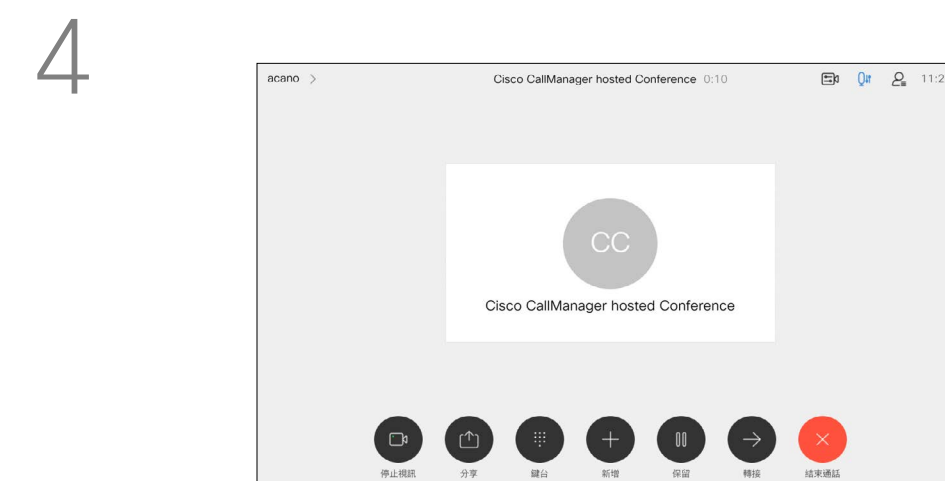 4
acano >
Cisco CallManager hosted Conference 0:10
11:2
CC
Cisco CallManager hosted Conference
停止視訊 分享 鍵台 新增 保留 轉接 結束通話